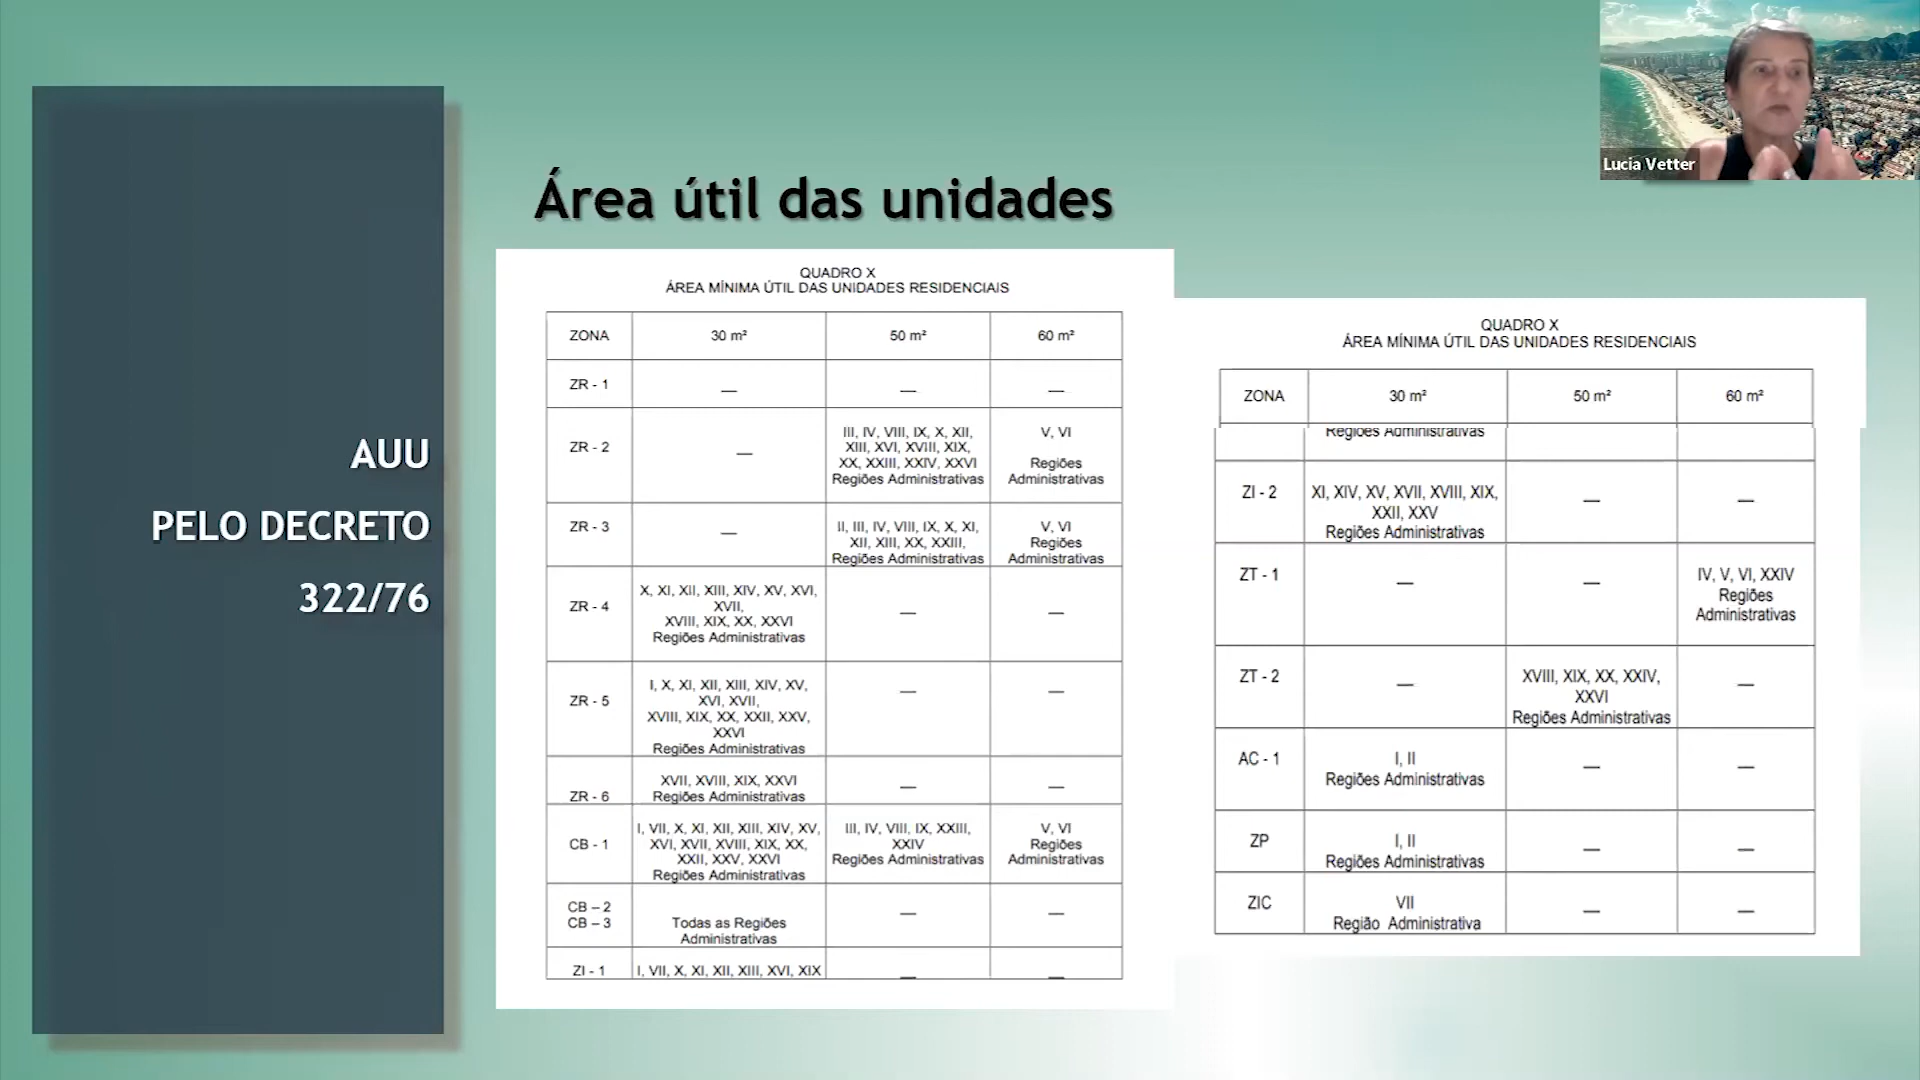 Lucia Vetter
AUU
PELO DECRETO
322/76
Área útil das unidades
QUADRO X
ÁREA MÍNIMA ÚTIL DAS UNIDADES RESIDENCIAIS
ZONA 30 m² 50 m² 60 m²
ZR - 1 — — —
ZR - 2 —
III, IV, VIII, IX, X, XII,
XIII, XVI, XVIII, XIX,
XX, XXIII, XXIV, XXVI
Regiões Administrativas
V, VI
Regiões
Administrativas
ZR - 3 —
II, III, IV, VIII, IX, X, XI,
XII, XIII, XX, XXIII,
Regiões Administrativas
V, VI
Regiões
Administrativas
ZR - 4
X, XI, XII, XIII, XIV, XV, XVI,
XVII,
XVIII, XIX, XX, XXVI
Regiões Administrativas
— —
ZR - 5
I, X, XI, XII, XIII, XIV, XV,
XVI, XVII,
XVIII, XIX, XX, XXII, XXV,
XXVI
Regiões Administrativas
— —
ZR - 6
XVII, XVIII, XIX, XXVI
Regiões Administrativas
— —
CB - 1
I, VII, X, XI, XII, XIII, XIV, XV,
XVI, XVII, XVIII, XIX, XX,
XXII, XXV, XXVI
Regiões Administrativas
III, IV, VIII, IX, XXIII,
XXIV
Regiões Administrativas
V, VI
Regiões
Administrativas
CB – 2
CB – 3
Todas as Regiões
Administrativas
— —
ZI - 1 I, VII, X, XI, XII, XIII, XVI, XIX — —
QUADRO X
ÁREA MÍNIMA ÚTIL DAS UNIDADES RESIDENCIAIS
ZONA 30 m² 50 m² 60 m²
Regiões Administrativas
ZI - 2
XI, XIV, XV, XVII, XVIII, XIX,
XXII, XXV
Regiões Administrativas
— —
ZT - 1 — —
IV, V, VI, XXIV
Regiões
Administrativas
ZT - 2 —
XVIII, XIX, XX, XXIV,
XXVI
Regiões Administrativas
—
AC - 1
I, II
Regiões Administrativas
— —
ZP
I, II
Regiões Administrativas
— —
ZIC
VII
Região Administrativa
— —